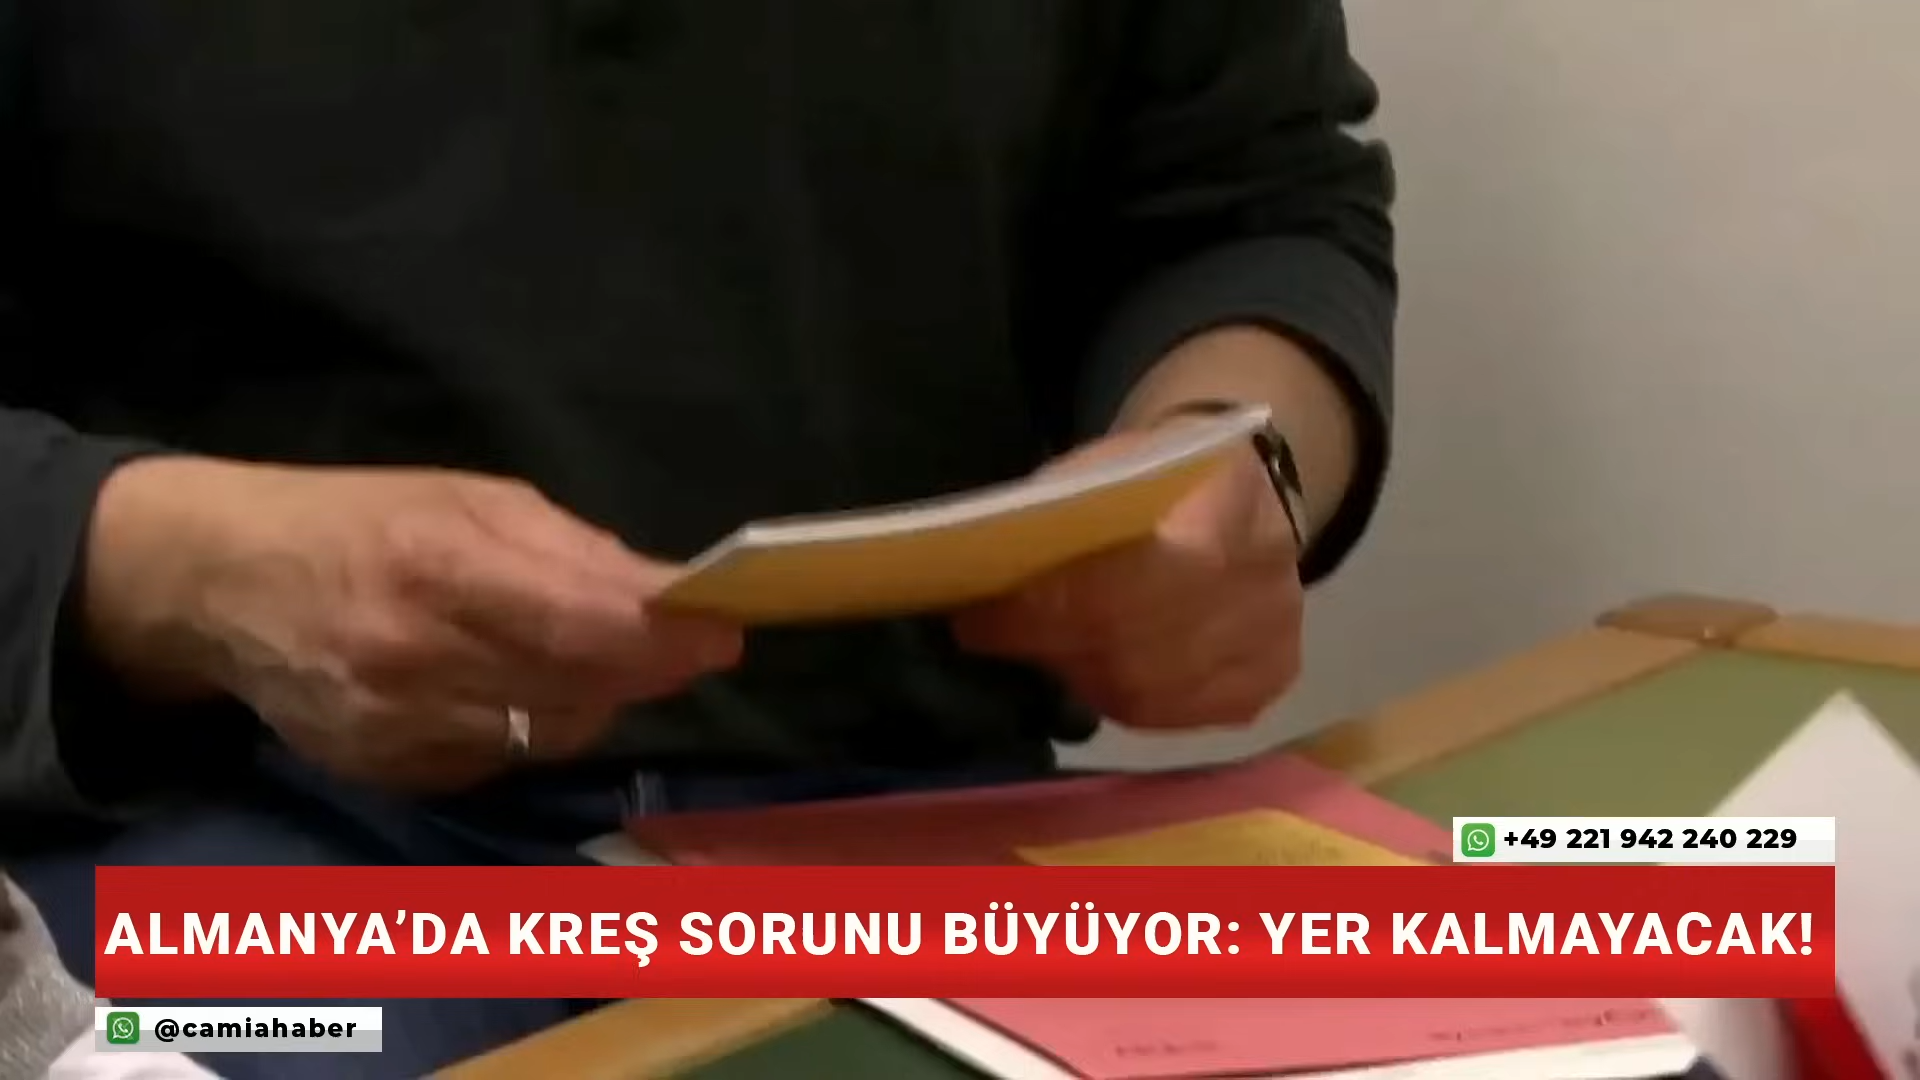 +49 221 942 240 229
ALMANYA’DA KREŞ SORUNU BÜYÜYOR: YER KALMAYACAK!
@camiahaber